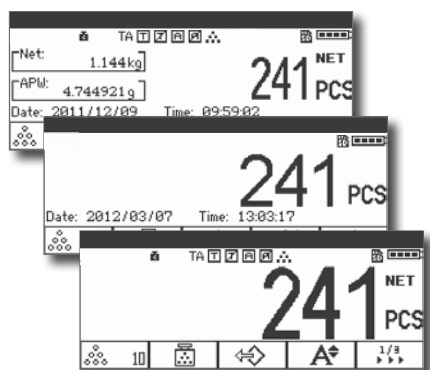 TA T Z A
Net:
1.144kg
241 NET
PCS
APW:
4.744921g
Date: 2011/12/09 Time: 09:59:02
241 PCS
Date: 2012/03/07 Time: 13:03:17
TA T Z A
241 NET
PCS
10 A 1/3